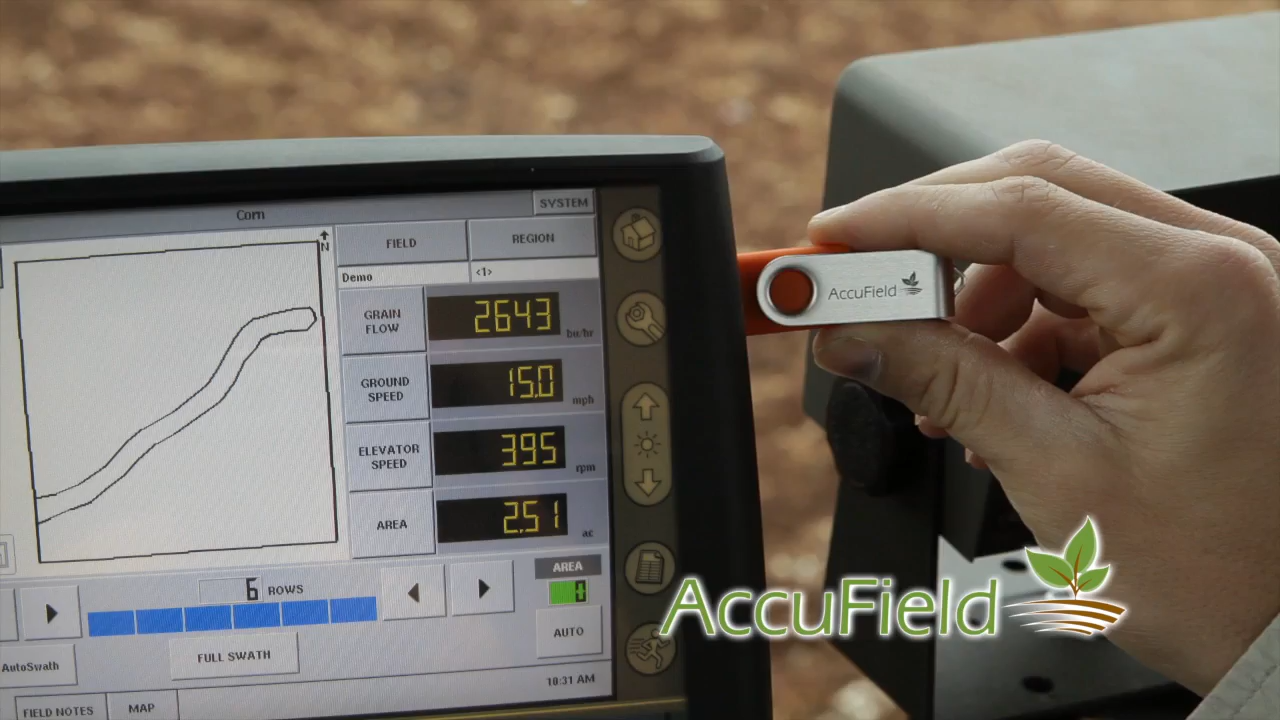 Corn
SYSTEM
N
FIELD
REGION
Demo
<1>
GRAIN
FLOW
2643
bu/hr
GROUND
SPEED
15.0
mph
ELEVATOR
SPEED
395
rpm
AREA
2.51
ac
6 ROWS
AREA
AUTO
AutoSwath
FULL SWATH
10:31 AM
FIELD NOTES
MAP
AccuField
AccuField